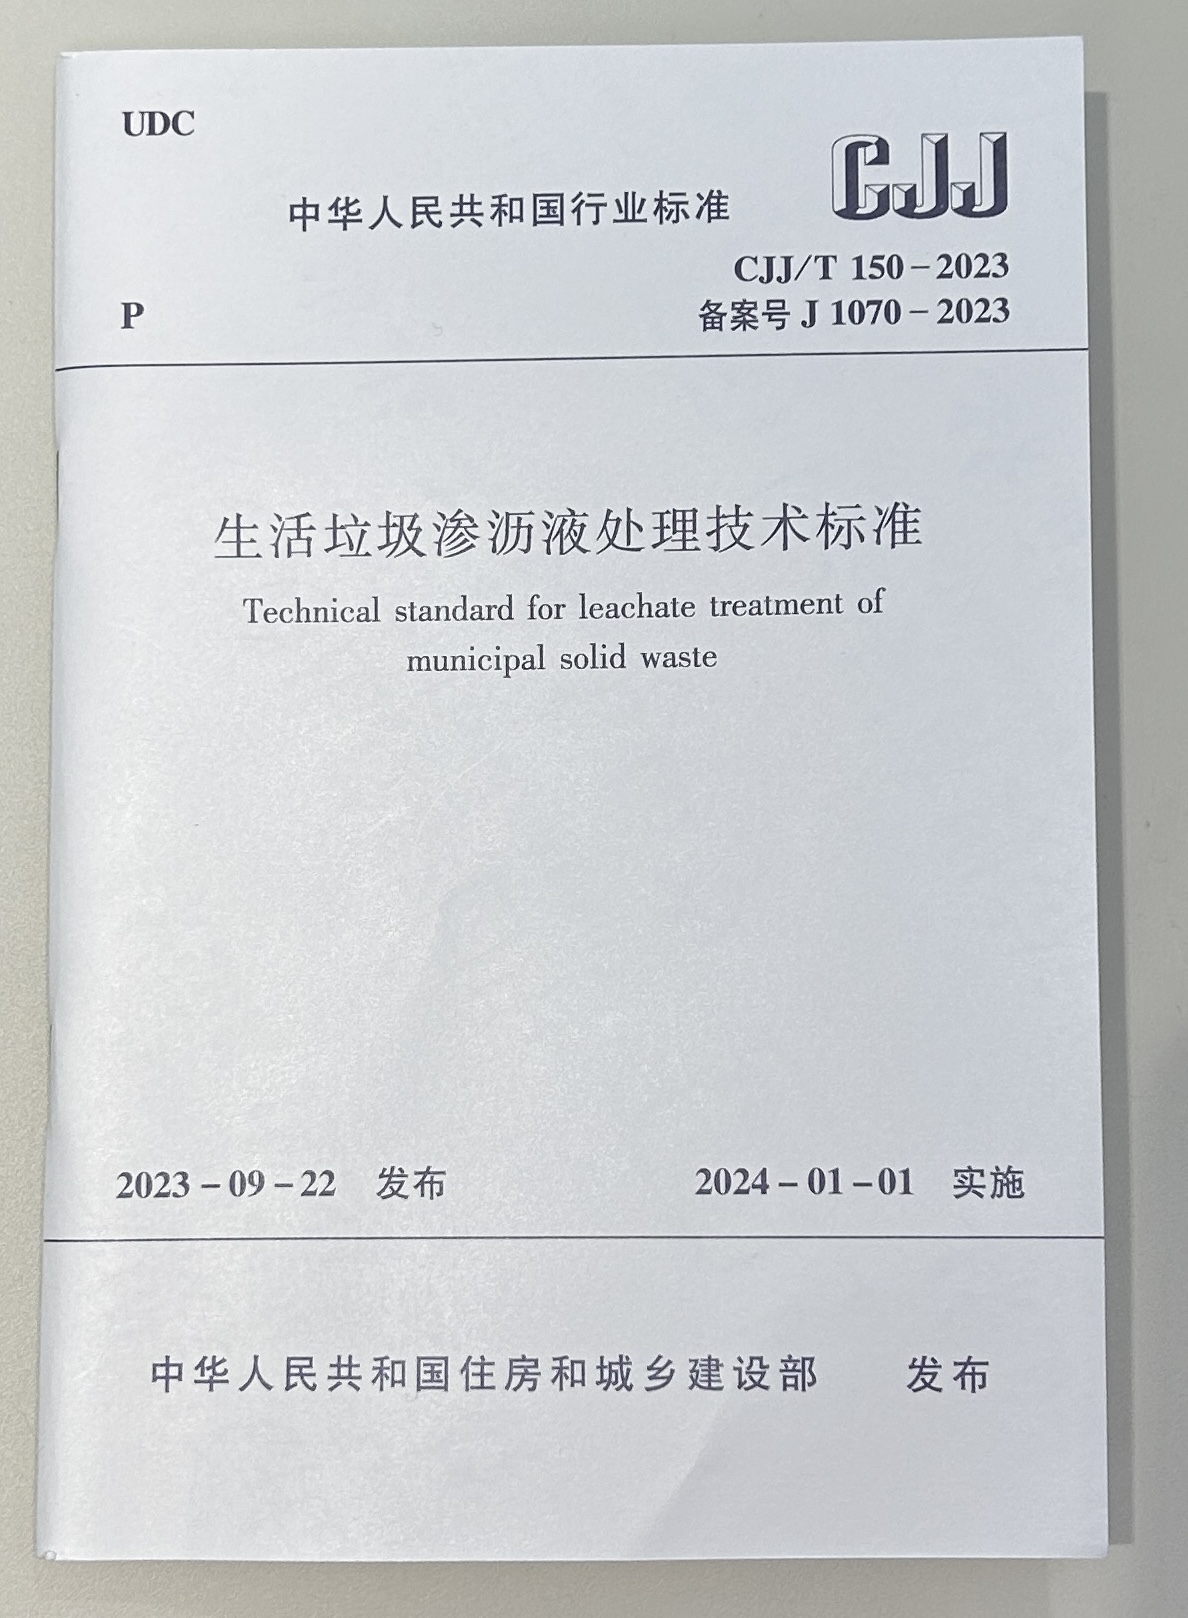 UDC
CJJ
中华人民共和国行业标准
CJJ/T 150-2023
P
备案号 J 1070-2023
生活垃圾渗沥液处理技术标准
Technical standard for leachate treatment of
municipal solid waste
2023-09-22 发布
2024-01-01 实施
中华人民共和国住房和城乡建设部 发布